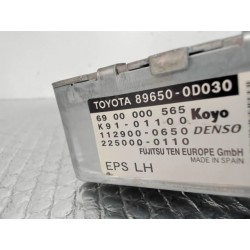 TOYOTA 89650-0D030
69 00 000 565 Koyo
K91-01100
112900-0650 DENSO
225000-0110
FUJITSU TEN EUROPE GmbH
MADE IN SPAIN
EPS LH